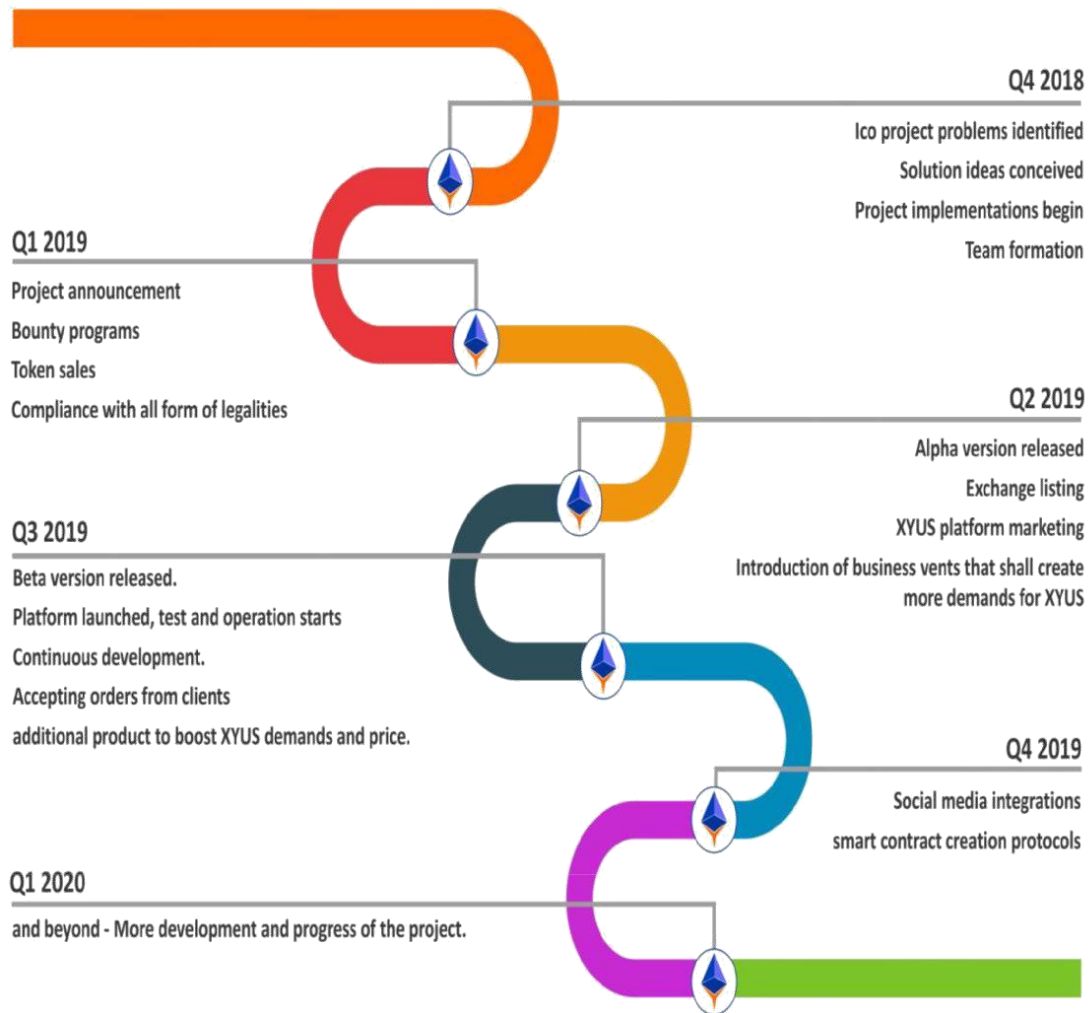 Q4 2018
Ico project problems identified
Solution ideas conceived
Project implementations begin
Team formation
Q1 2019
Project announcement
Bounty programs
Token sales
Compliance with all form of legalities
Q2 2019
Alpha version released
Exchange listing
XYUS platform marketing
Introduction of business vents that shall create
more demands for XYUS
Q3 2019
Beta version released.
Platform launched, test and operation starts
Continuous development.
Accepting orders from clients
additional product to boost XYUS demands and price.
Q4 2019
Social media integrations
smart contract creation protocols
Q1 2020
and beyond - More development and progress of the project.